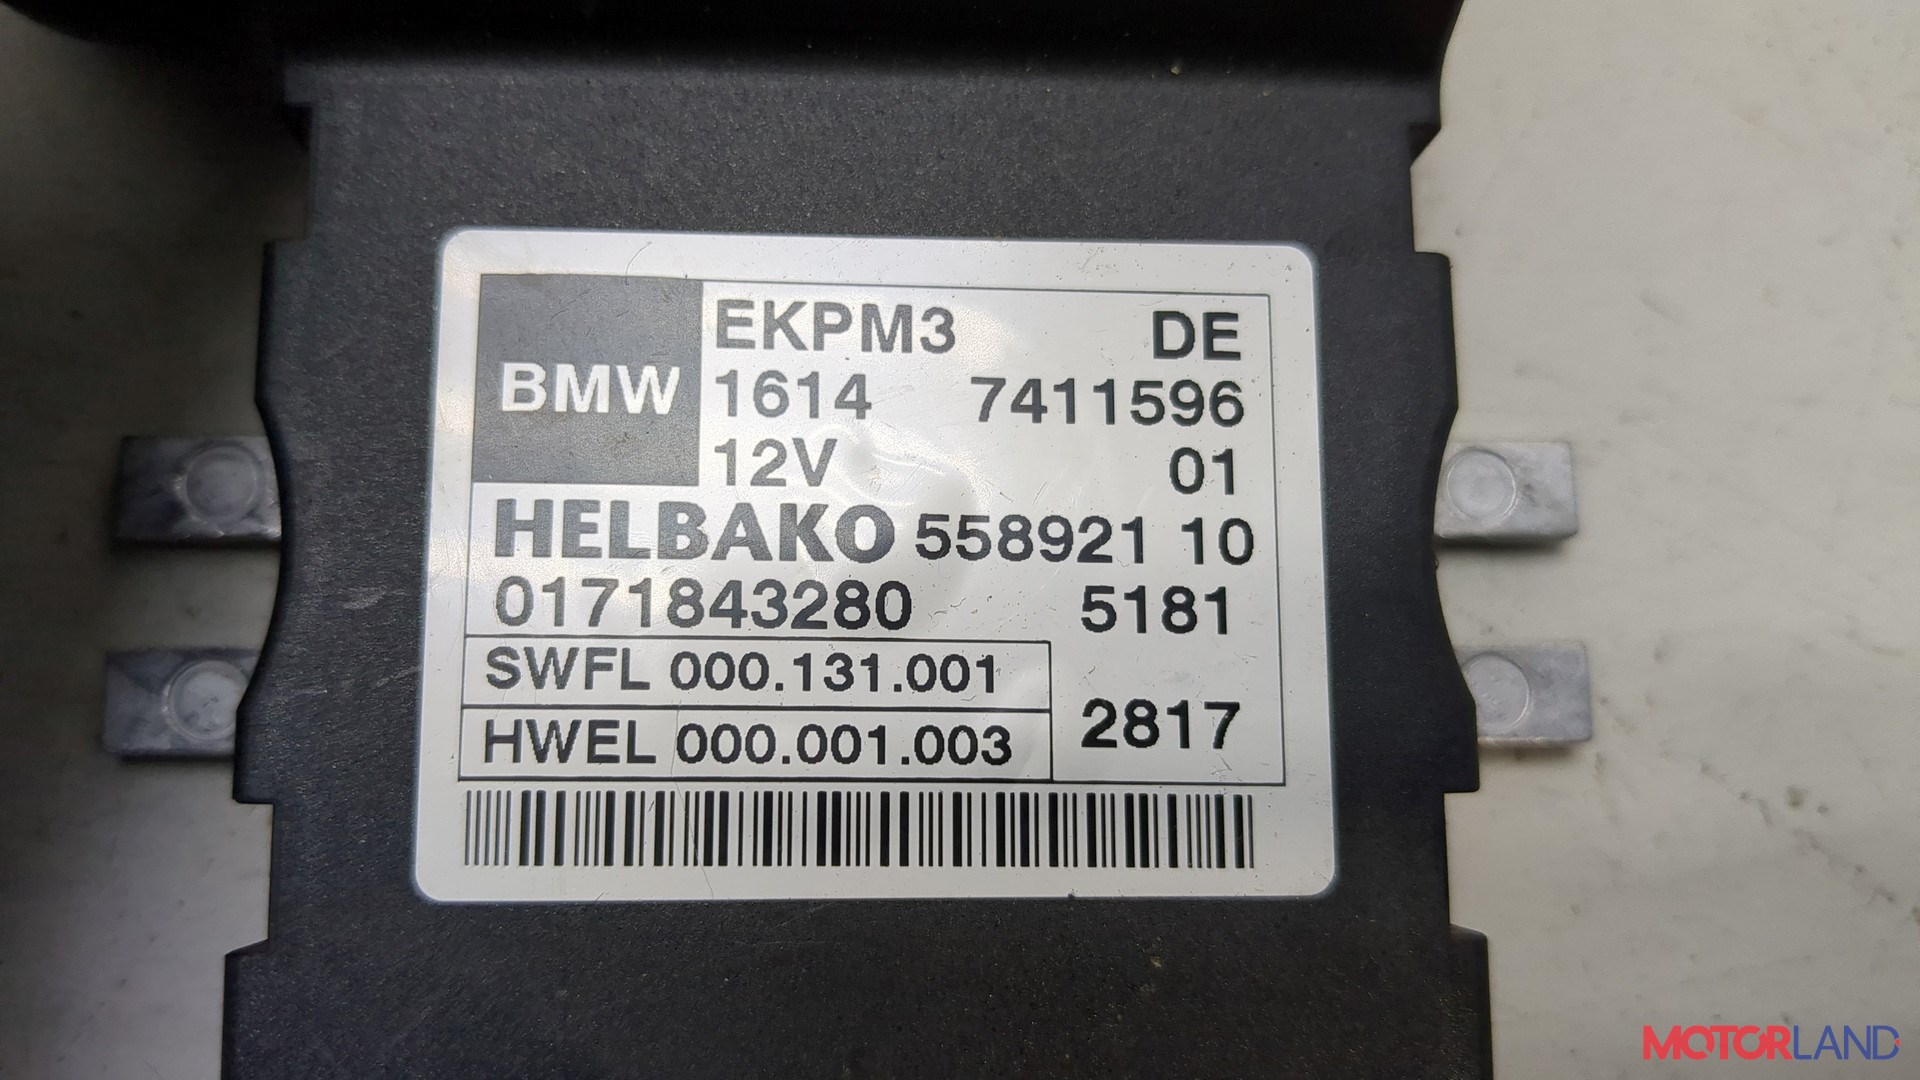 EKPM3 DE
BMW 1614 7411596
12V 01
HELBAKO 558921 10
0171843280 5181
SWFL 000.131.001
HWEL 000.001.003 2817
MOTORLAND